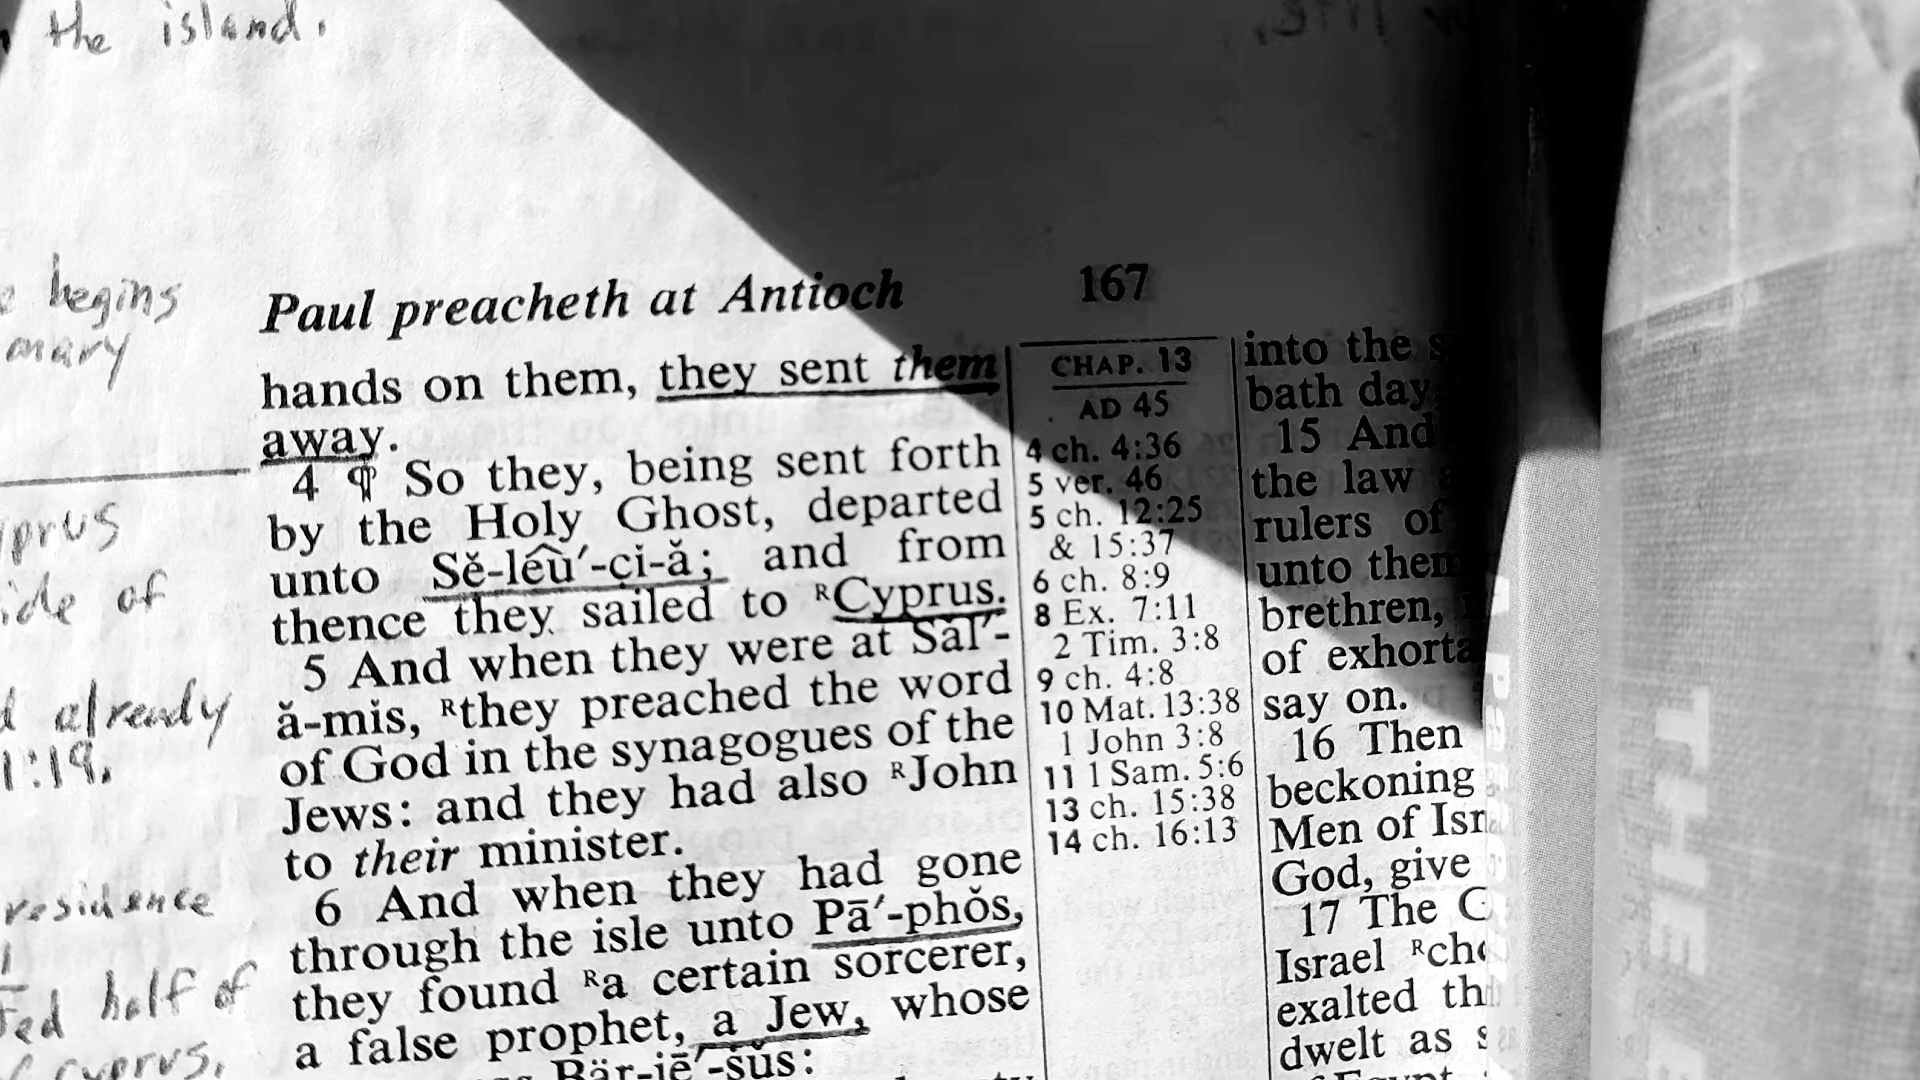 the island.
begins
mary
yprus
ide of
already
1:19.
residence
half of
cyprus,
Paul preacheth at Antioch
167
hands on them, they sent them
away.
4 ¶ So they, being sent forth
by the Holy Ghost, departed
unto Sĕ-leû′-çi-ă; and from
thence they sailed to ᴿCyprus.
5 And when they were at Săl′-
ă-mis, ᴿthey preached the word
of God in the synagogues of the
Jews: and they had also ᴿJohn
to their minister.
6 And when they had gone
through the isle unto Pā′-phŏs,
they found ᴿa certain sorcerer,
a false prophet, a Jew, whose
Bär-jē′-ṣŭs:
CHAP. 13
AD 45
4 ch. 4:36
5 ver. 46
5 ch. 12:25
& 15:37
6 ch. 8:9
8 Ex. 7:11
2 Tim. 3:8
9 ch. 4:8
10 Mat. 13:38
1 John 3:8
11 1 Sam. 5:6
13 ch. 15:38
14 ch. 16:13
into the s
bath day,
15 And
the law
rulers of
unto them
brethren,
of exhorta
say on.
16 Then
beckoning
Men of Isr
God, give
17 The G
Israel ᴿcho
exalted th
dwelt as s
THE